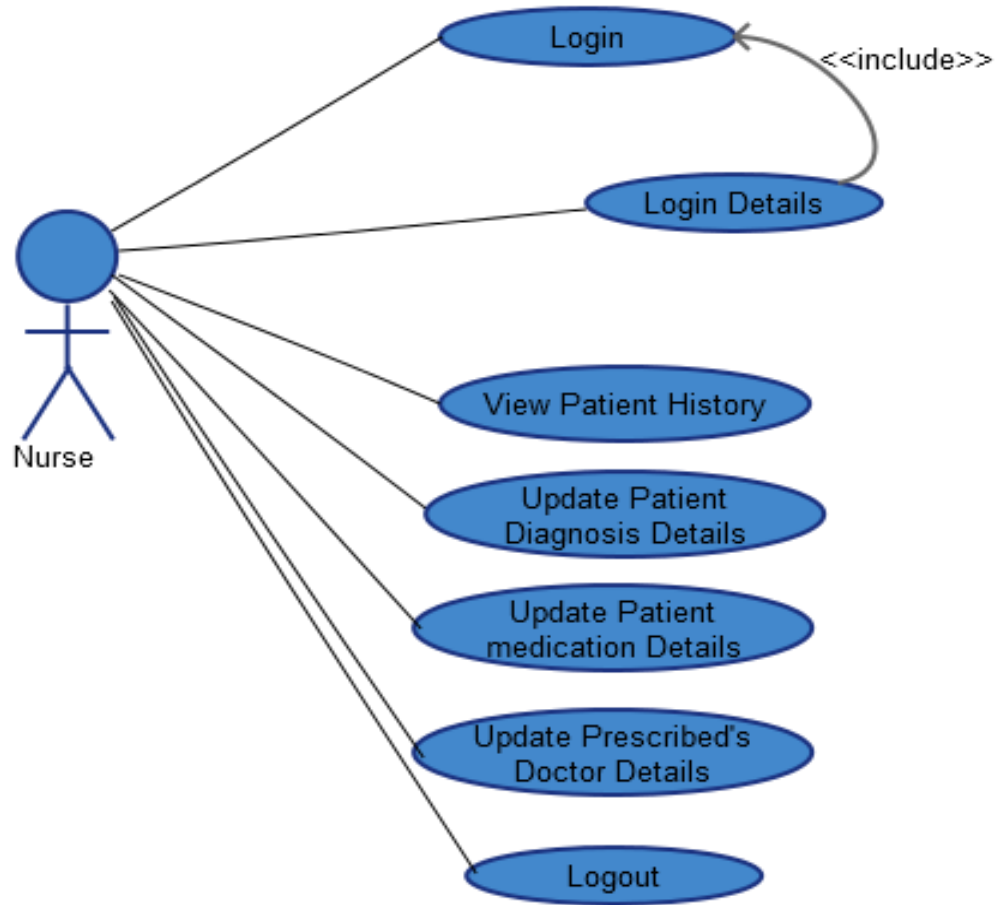 Login
<<include>>
Login Details
Nurse
View Patient History
Update Patient
Diagnosis Details
Update Patient
medication Details
Update Prescribed's
Doctor Details
Logout